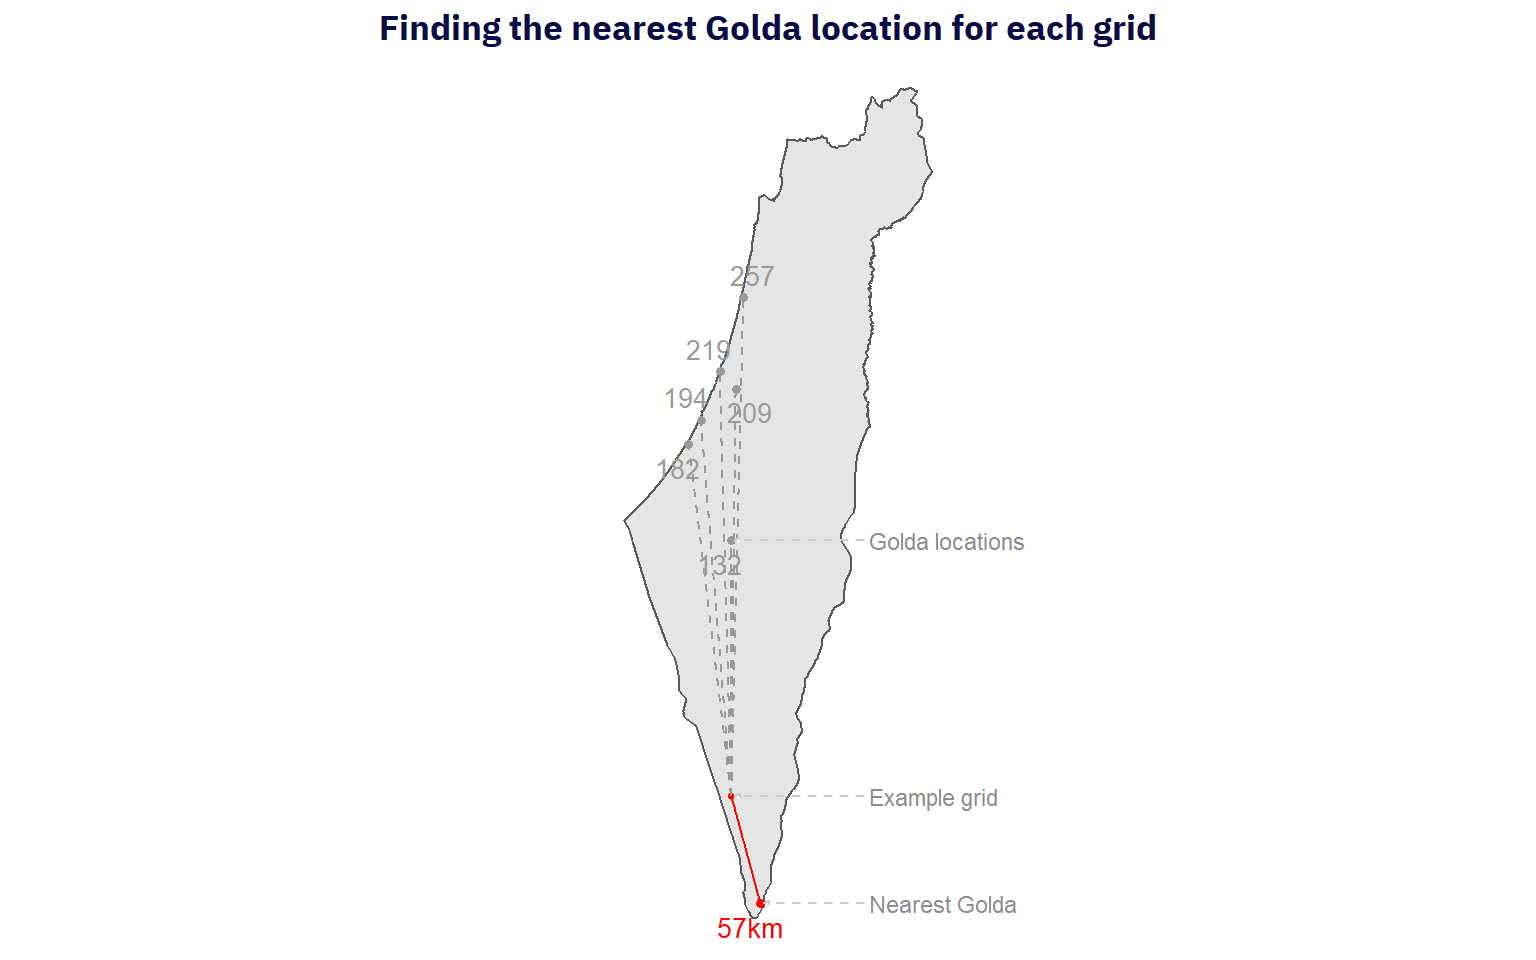 Finding the nearest Golda location for each grid
257
219
194
209
182
Golda locations
132
Example grid
Nearest Golda
57km